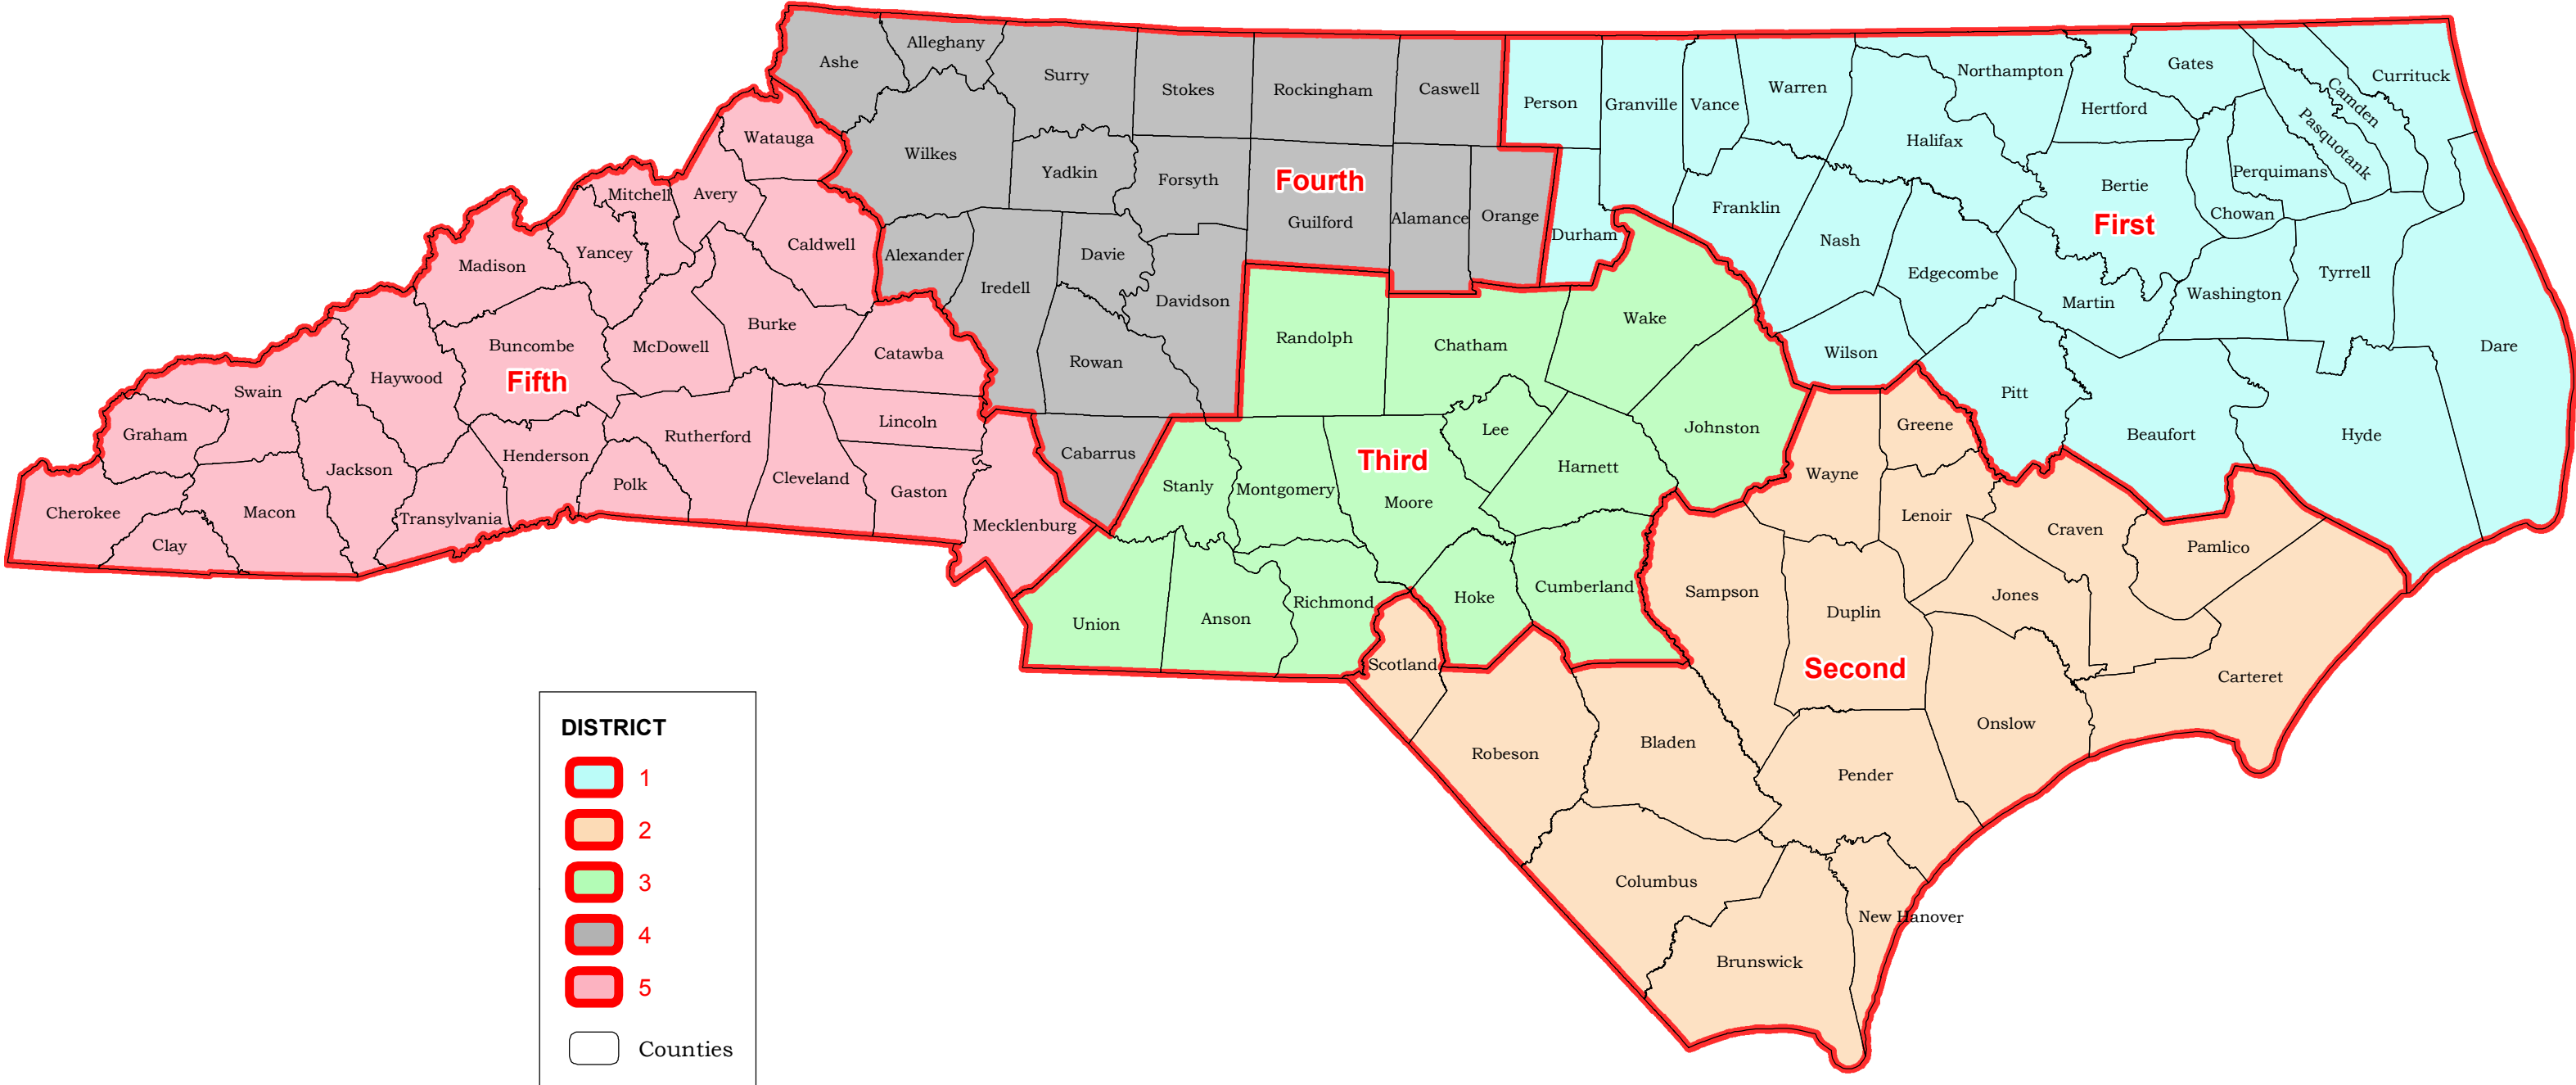 Ashe
Alleghany
Surry
Stokes
Rockingham
Caswell
Person
Granville
Vance
Warren
Northampton
Gates
Hertford
Camden
Currituck
Pasquotank
Halifax
Watauga
Wilkes
Yadkin
Forsyth
Fourth
Guilford
Alamance
Orange
Durham
Franklin
Nash
Edgecombe
Bertie
First
Perquimans
Chowan
Mitchell
Avery
Caldwell
Alexander
Iredell
Davie
Davidson
Yancey
Madison
Martin
Washington
Tyrrell
Dare
Buncombe
Fifth
McDowell
Burke
Catawba
Rowan
Randolph
Chatham
Wake
Wilson
Pitt
Beaufort
Hyde
Swain
Haywood
Graham
Jackson
Henderson
Rutherford
Polk
Cleveland
Lincoln
Gaston
Cabarrus
Mecklenburg
Cherokee
Clay
Macon
Transylvania
Stanly
Montgomery
Third
Moore
Lee
Harnett
Johnston
Wayne
Greene
Lenoir
Craven
Pamlico
Union
Anson
Richmond
Hoke
Cumberland
Sampson
Duplin
Jones
Second
Scotland
Robeson
Bladen
Pender
Onslow
Carteret
Columbus
Brunswick
New Hanover
DISTRICT
1
2
3
4
5
Counties